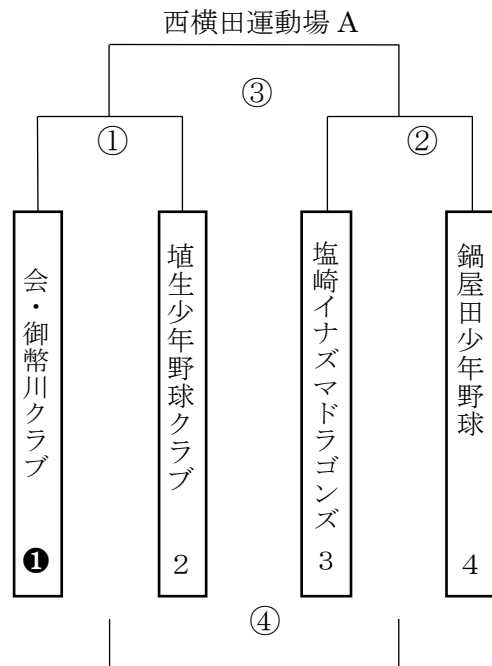 西横田運動場 A
③
① ②
会・御幣川クラブ ❶
埴生少年野球クラブ 2
塩崎イナズマドラゴンズ 3
鍋屋田少年野球 4
④